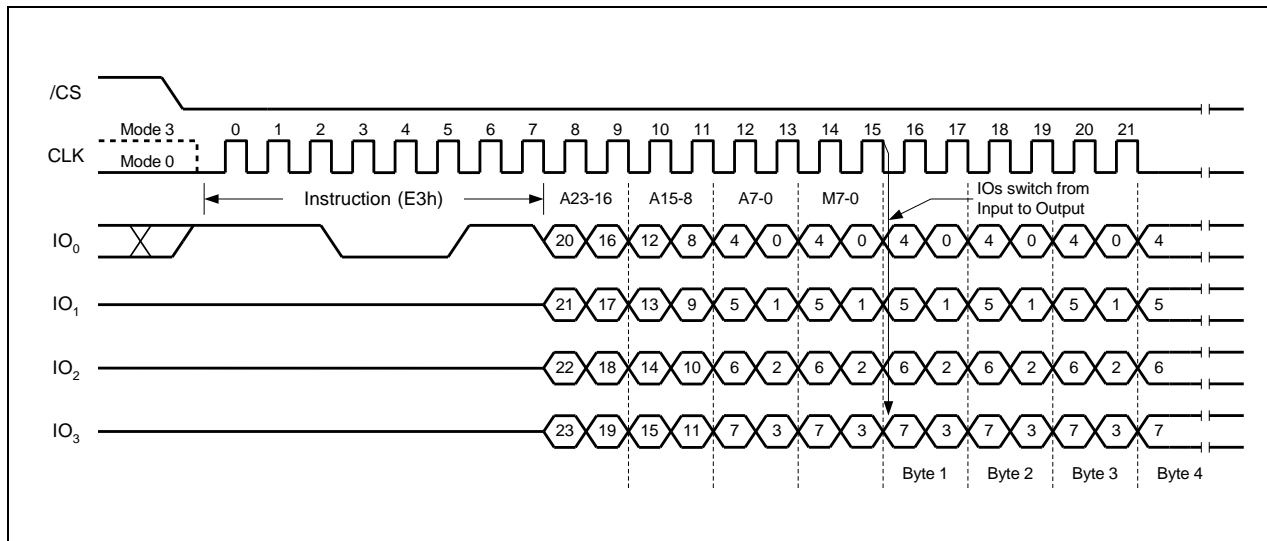 /CS
Mode 3
0 1 2 3 4 5 6 7 8 9 10 11 12 13 14 15 16 17 18 19 20 21
CLK
Mode 0
Instruction (E3h) A23-16 A15-8 A7-0 M7-0
IOs switch from
Input to Output
IO0 20 16 12 8 4 0 4 0 4 0 4 0 4 0 4
IO1 21 17 13 9 5 1 5 1 5 1 5 1 5 1 5
IO2 22 18 14 10 6 2 6 2 6 2 6 2 6 2 6
IO3 23 19 15 11 7 3 7 3 7 3 7 3 7 3 7
Byte 1 Byte 2 Byte 3 Byte 4